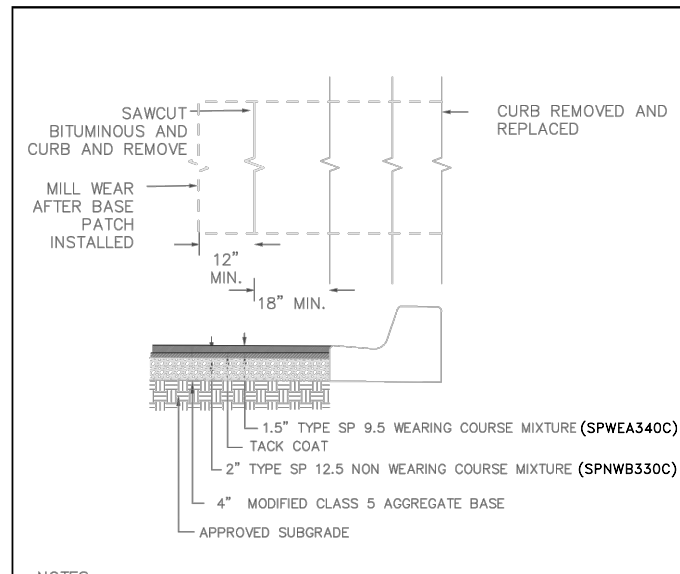 SAWCUT
BITUMINOUS AND
CURB AND REMOVE
CURB REMOVED AND
REPLACED
MILL WEAR
AFTER BASE
PATCH
INSTALLED
12"
MIN.
18" MIN.
1.5" TYPE SP 9.5 WEARING COURSE MIXTURE (SPWEA340C)
TACK COAT
2" TYPE SP 12.5 NON WEARING COURSE MIXTURE (SPNWB330C)
4" MODIFIED CLASS 5 AGGREGATE BASE
APPROVED SUBGRADE
NOTES